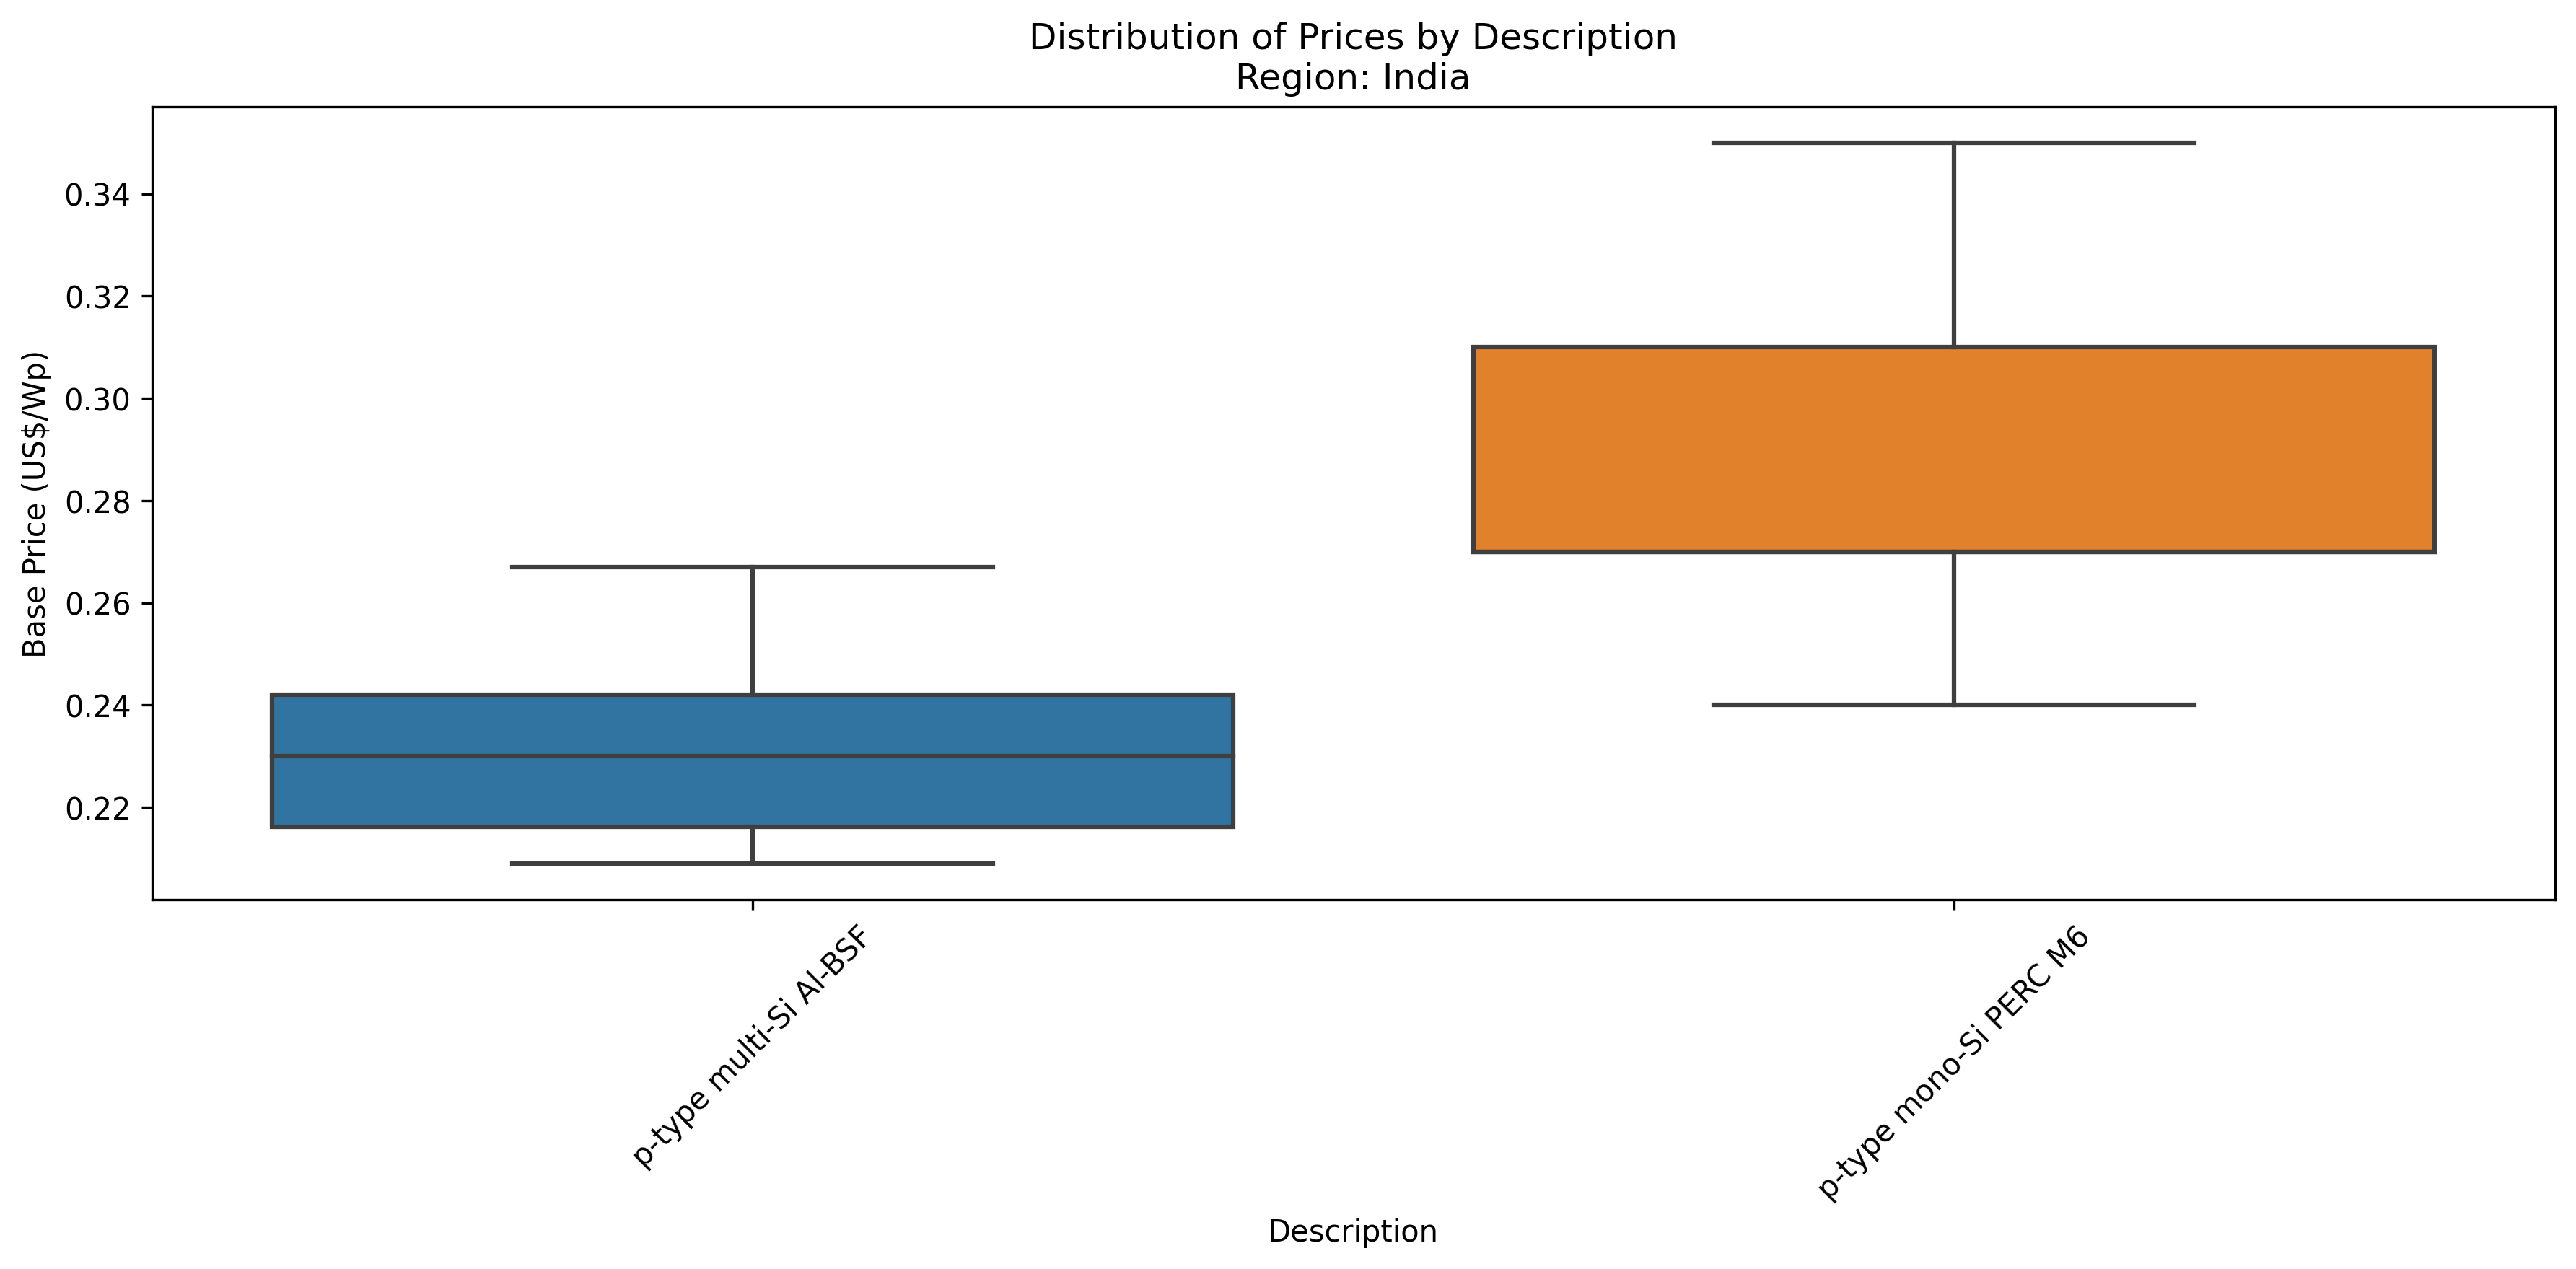 Distribution of Prices by Description
Region: India
Base Price (US$/Wp)
0.34
0.32
0.30
0.28
0.26
0.24
0.22
p-type multi-Si Al-BSF
p-type mono-Si PERC M6
Description